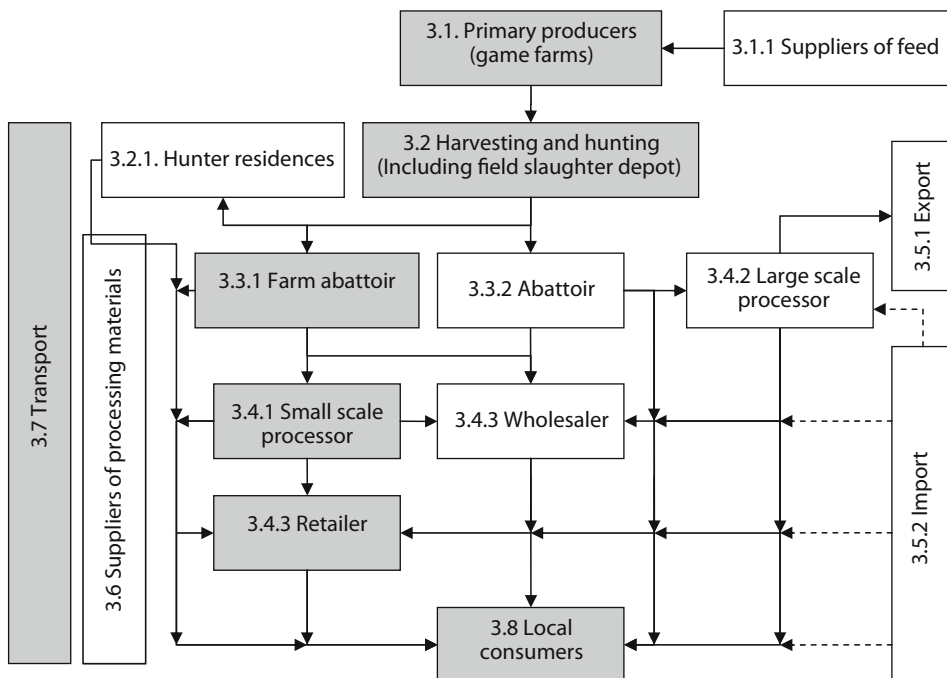 3.1. Primary producers
(game farms)
3.1.1 Suppliers of feed
3.2 Harvesting and hunting
(Including field slaughter depot)
3.2.1. Hunter residences
3.5.1 Export
3.3.1 Farm abattoir
3.3.2 Abattoir
3.4.2 Large scale
processor
3.7 Transport
3.6 Suppliers of processing materials
3.4.1 Small scale
processor
3.4.3 Wholesaler
3.4.3 Retailer
3.5.2 Import
3.8 Local
consumers